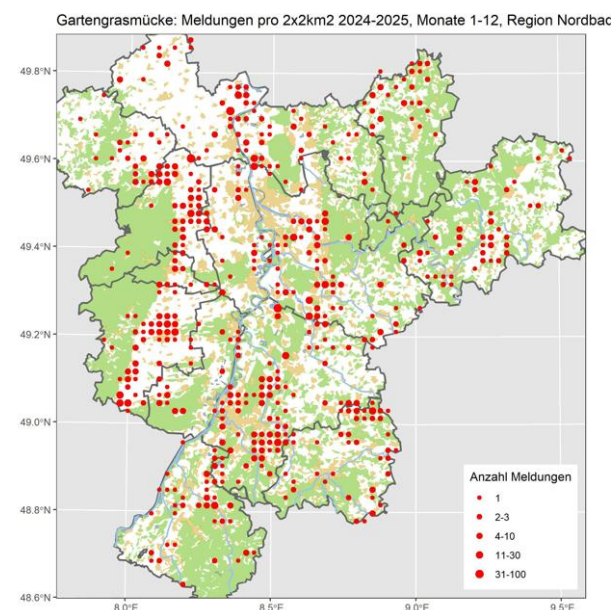 Gartengrasmücke: Meldungen pro 2x2km2 2024-2025, Monate 1-12, Region Nordbad
49.8°N
49.6°N
49.4°N
49.2°N
49.0°N
48.8°N
48.6°N
Anzahl Meldungen
1
2-3
4-10
11-30
31-100
8.0°E
8.5°E
9.0°E
9.5°E